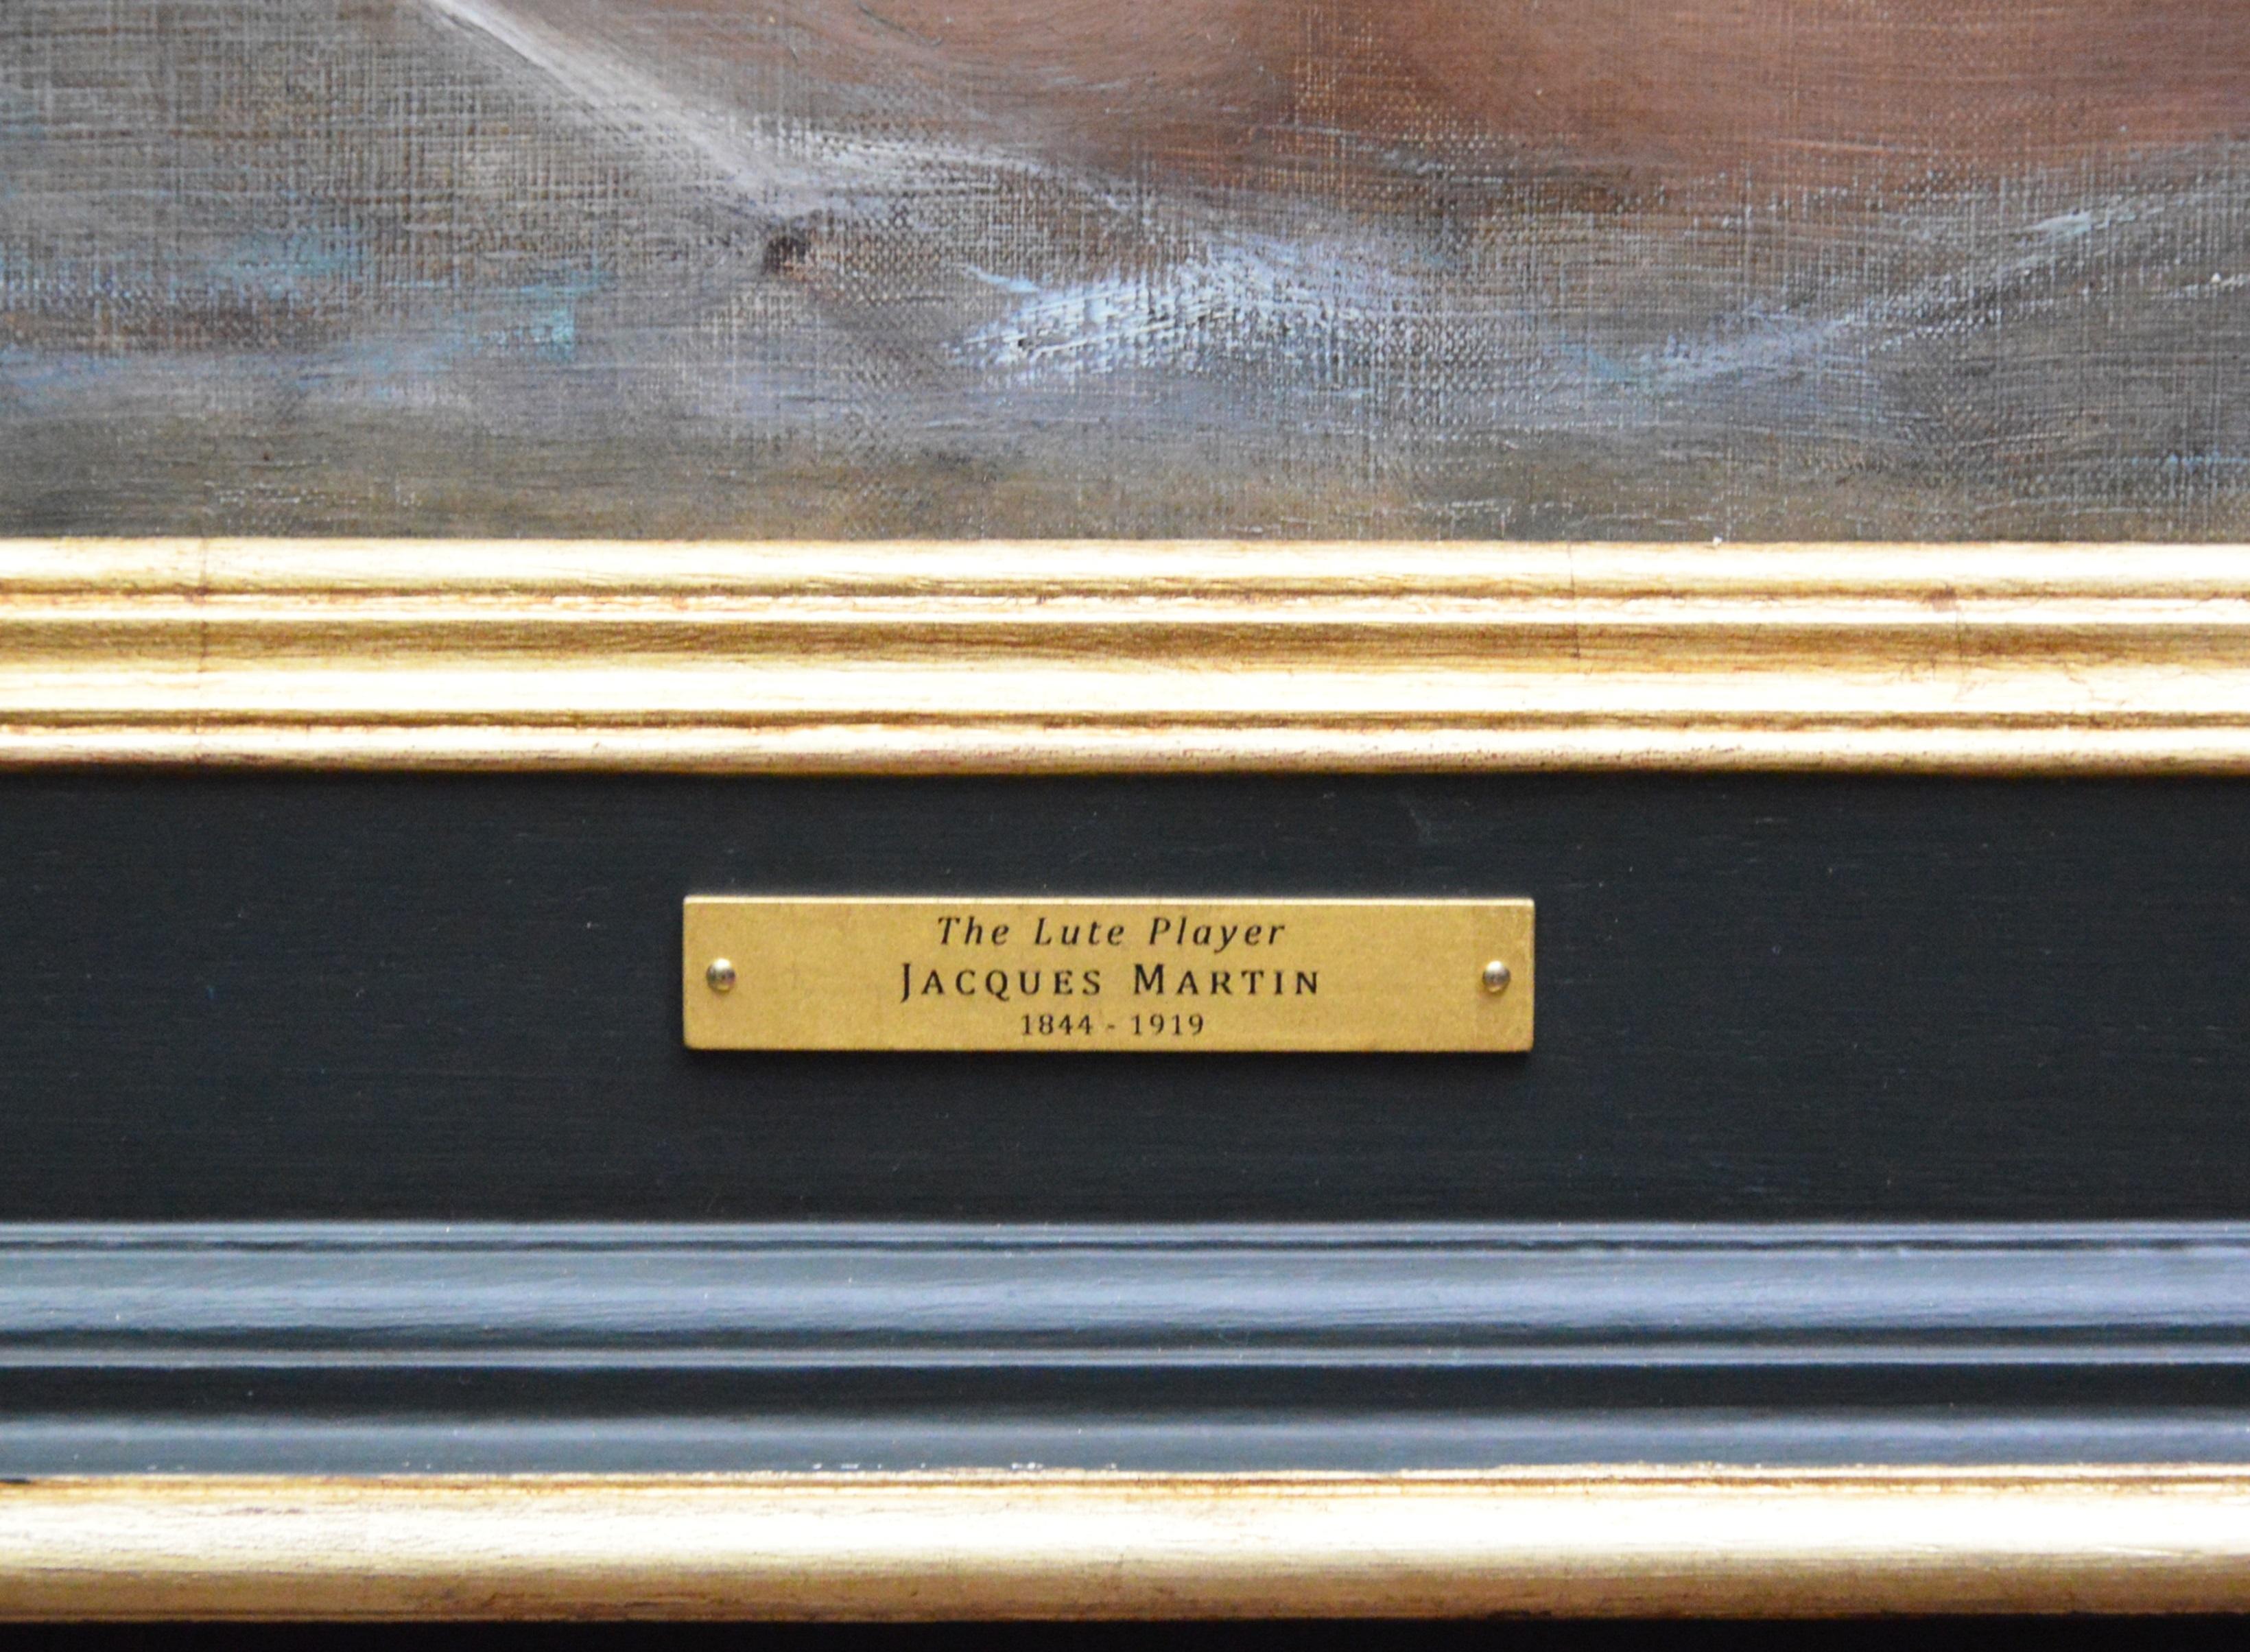 The Lute Player
JACQUES MARTIN
1844 - 1919